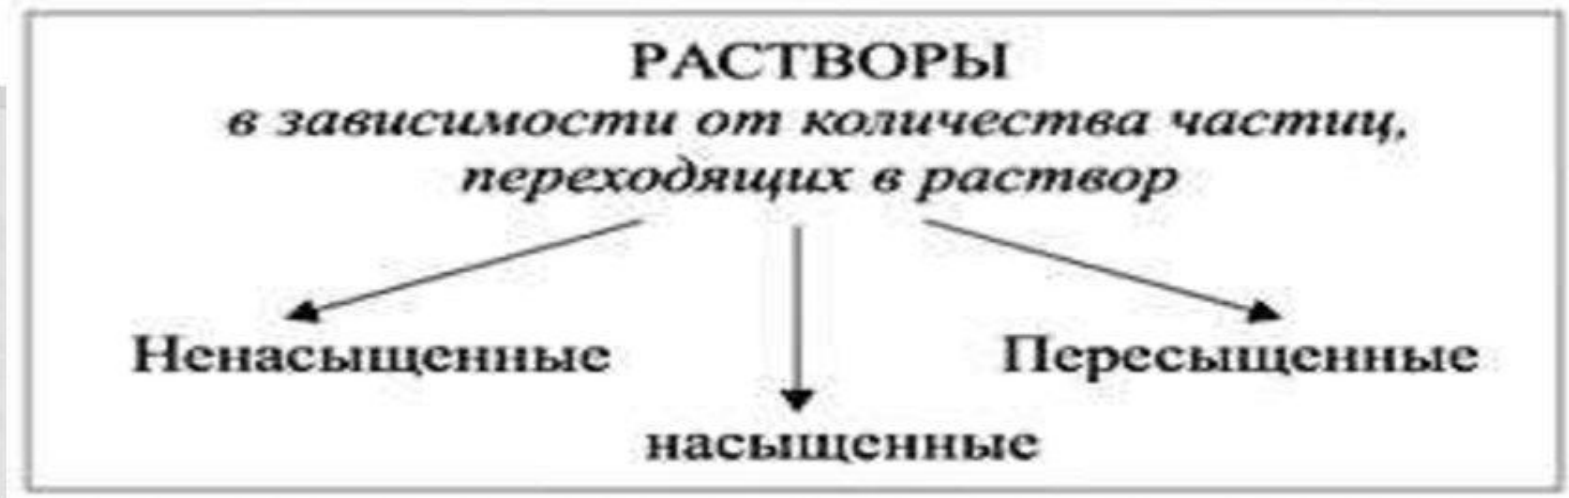 РАСТВОРЫ
в зависимости от количества частиц,
переходящих в раствор
Ненасыщенные
Пересыщенные
насыщенные